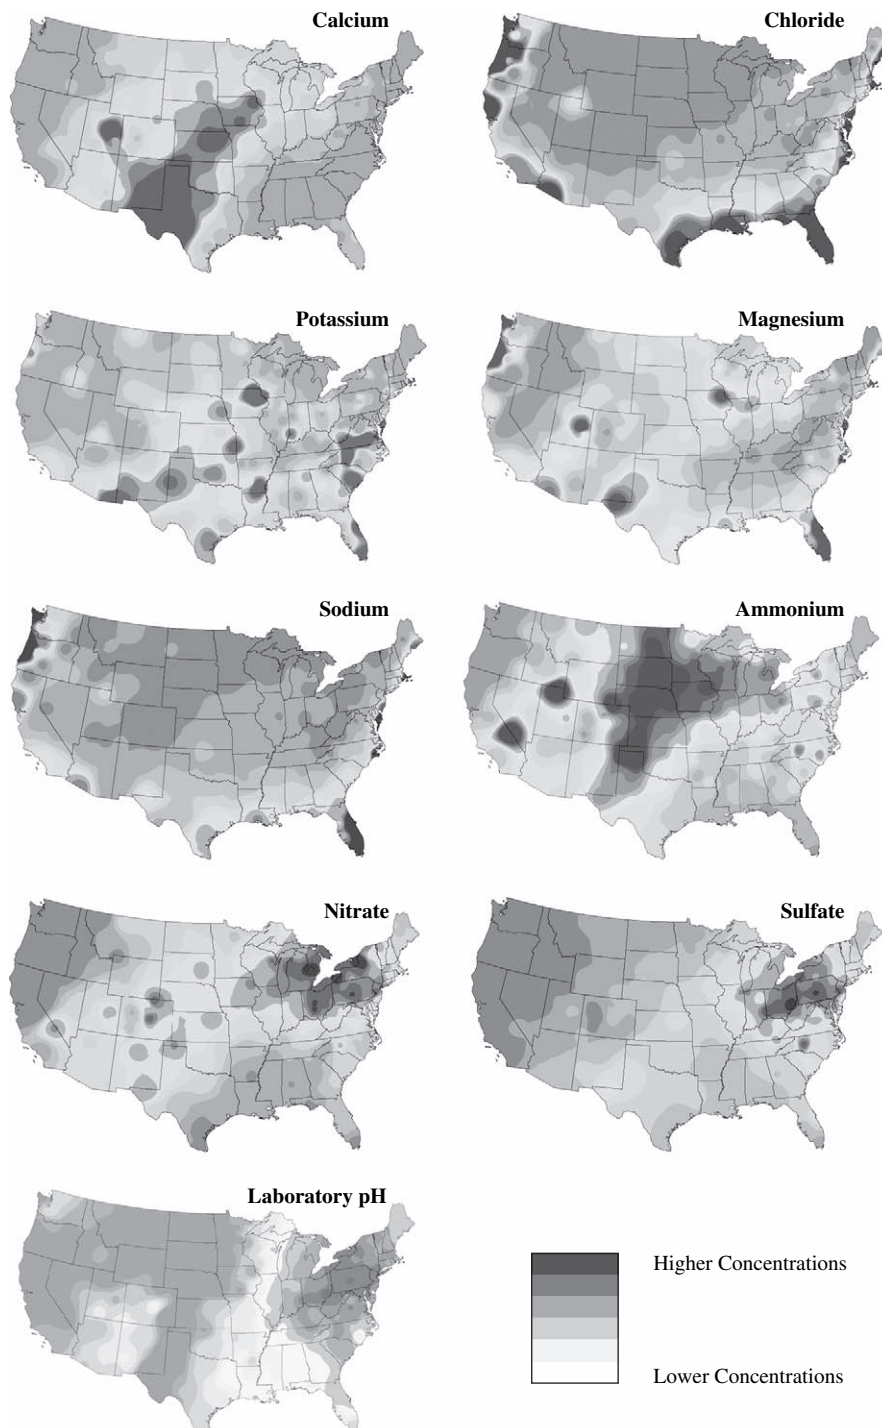 Calcium
Chloride
Potassium
Magnesium
Sodium
Ammonium
Nitrate
Sulfate
Laboratory pH
Higher Concentrations
Lower Concentrations